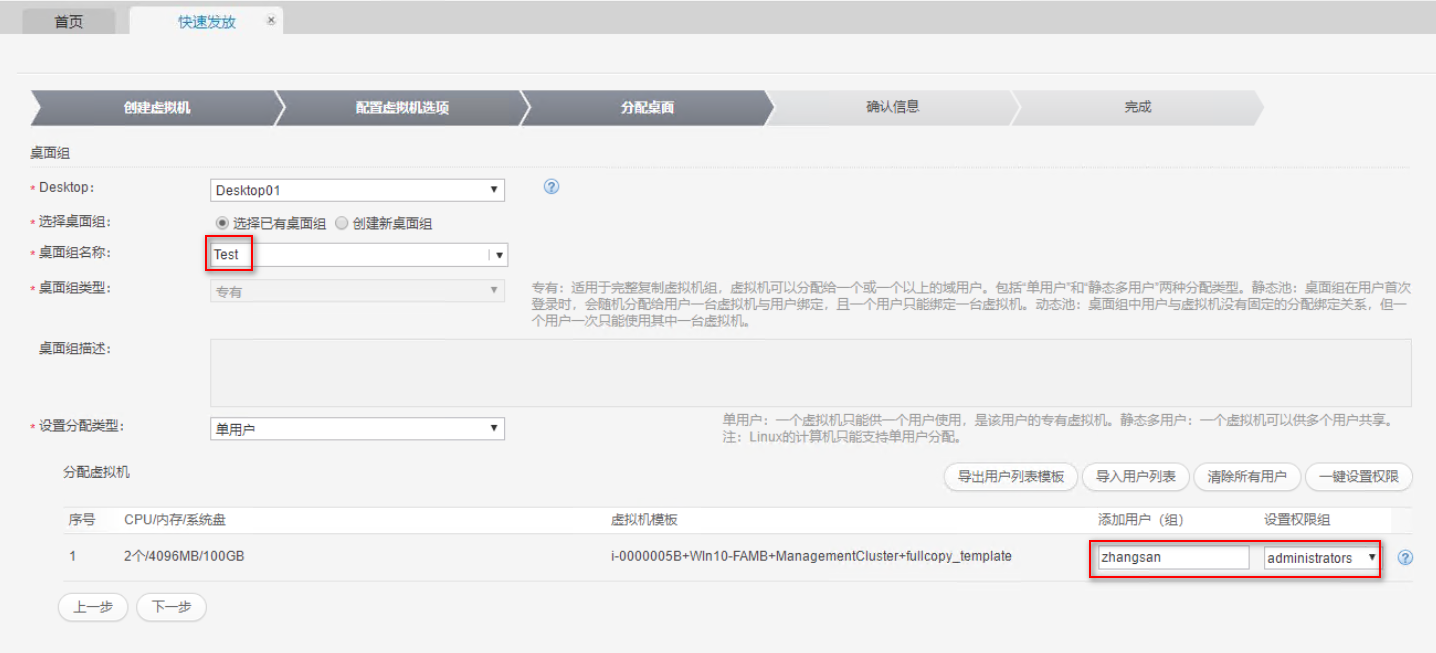 首页 快速发放
创建虚拟机 配置虚拟机选项 分配桌面 确认信息 完成
桌面组
* Desktop: Desktop01
* 选择桌面组: 选择已有桌面组 创建新桌面组
* 桌面组名称: Test
* 桌面组类型: 专有
专有：适用于完整复制虚拟机组，虚拟机可以分配给一个或一个以上的域用户。包括“单用户”和“静态多用户”两种分配类型。静态池：桌面组在用户首次
登录时，会随机分配给用户一台虚拟机与用户绑定，且一个用户只能绑定一台虚拟机。动态池：桌面组中用户与虚拟机没有固定的分配绑定关系，但一
个用户一次只能使用其中一台虚拟机。
桌面组描述:
* 设置分配类型: 单用户
单用户：一个虚拟机只能供一个用户使用，是该用户的专有虚拟机。静态多用户：一个虚拟机可以供多个用户共享。
注：Linux的计算机只能支持单用户分配。
分配虚拟机 导出用户列表模板 导入用户列表 清除所有用户 一键设置权限
序号 CPU/内存/系统盘 虚拟机模板 添加用户（组） 设置权限组
1 2个/4096MB/100GB i-0000005B+WIn10-FAMB+ManagementCluster+fullcopy_template zhangsan administrators
上一步 下一步